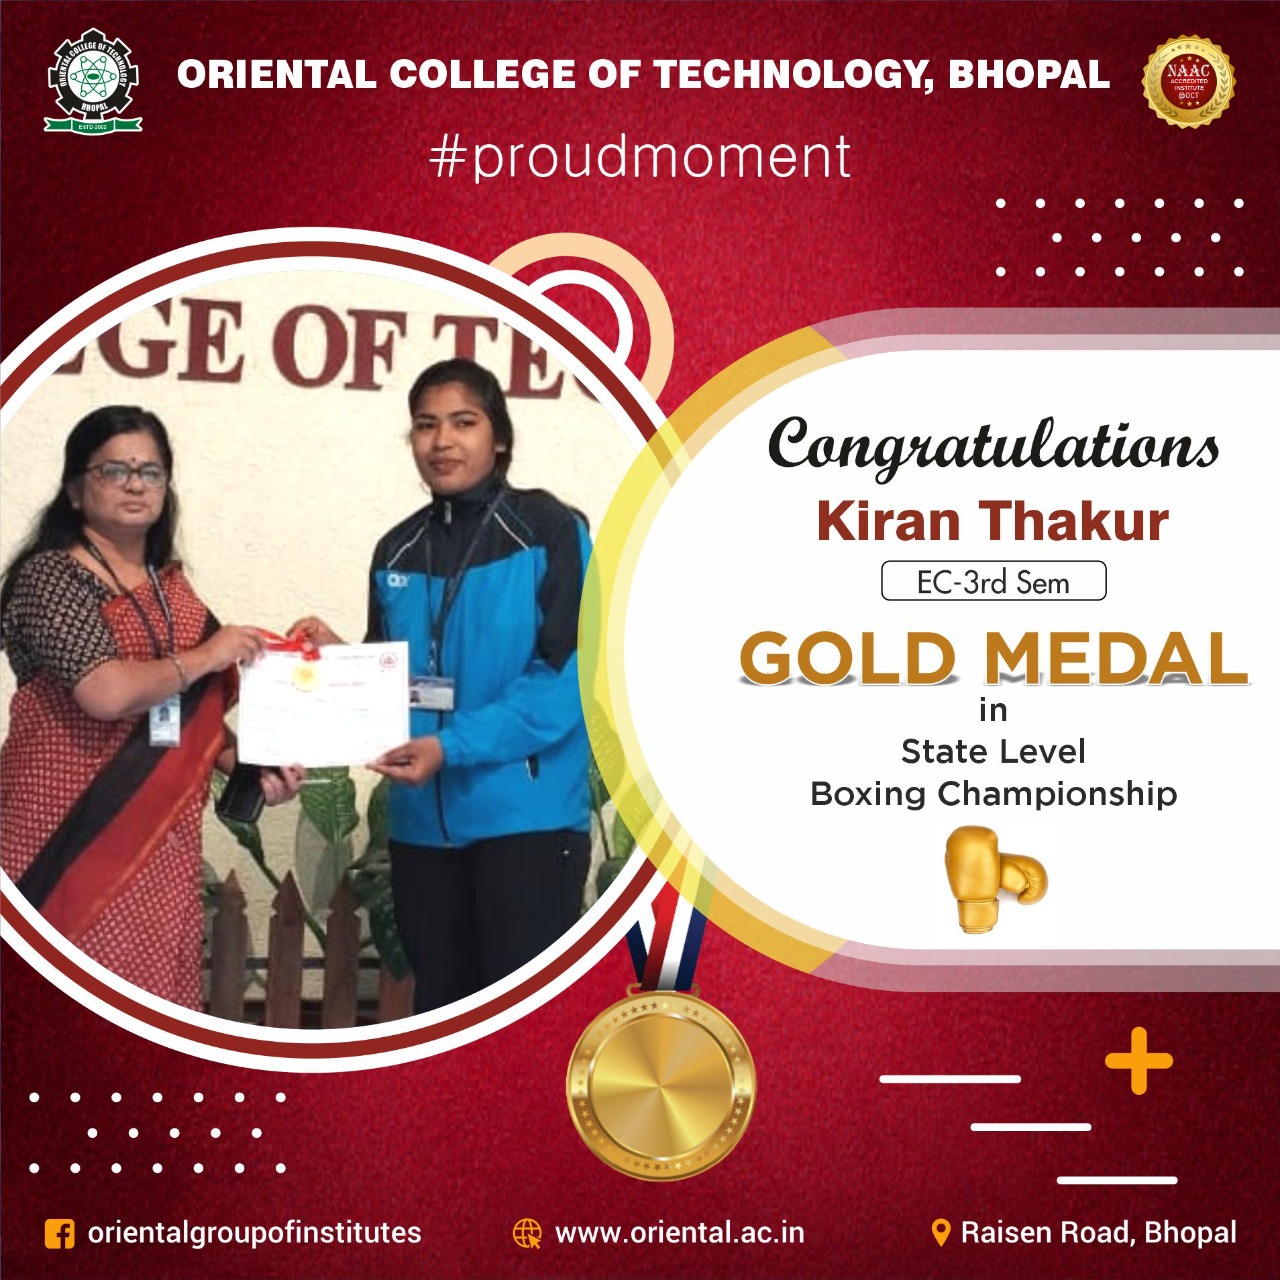 ORIENTAL COLLEGE OF TECHNOLOGY
BHOPAL
ESTD-2002
ORIENTAL COLLEGE OF TECHNOLOGY, BHOPAL
NAAC
ACCREDITED
INSTITUTE
@OCT
#proudmoment
EGE OF TE
Congratulations
Kiran Thakur
EC-3rd Sem
GOLD MEDAL
in
State Level
Boxing Championship
orientalgroupofinstitutes
www.oriental.ac.in
Raisen Road, Bhopal